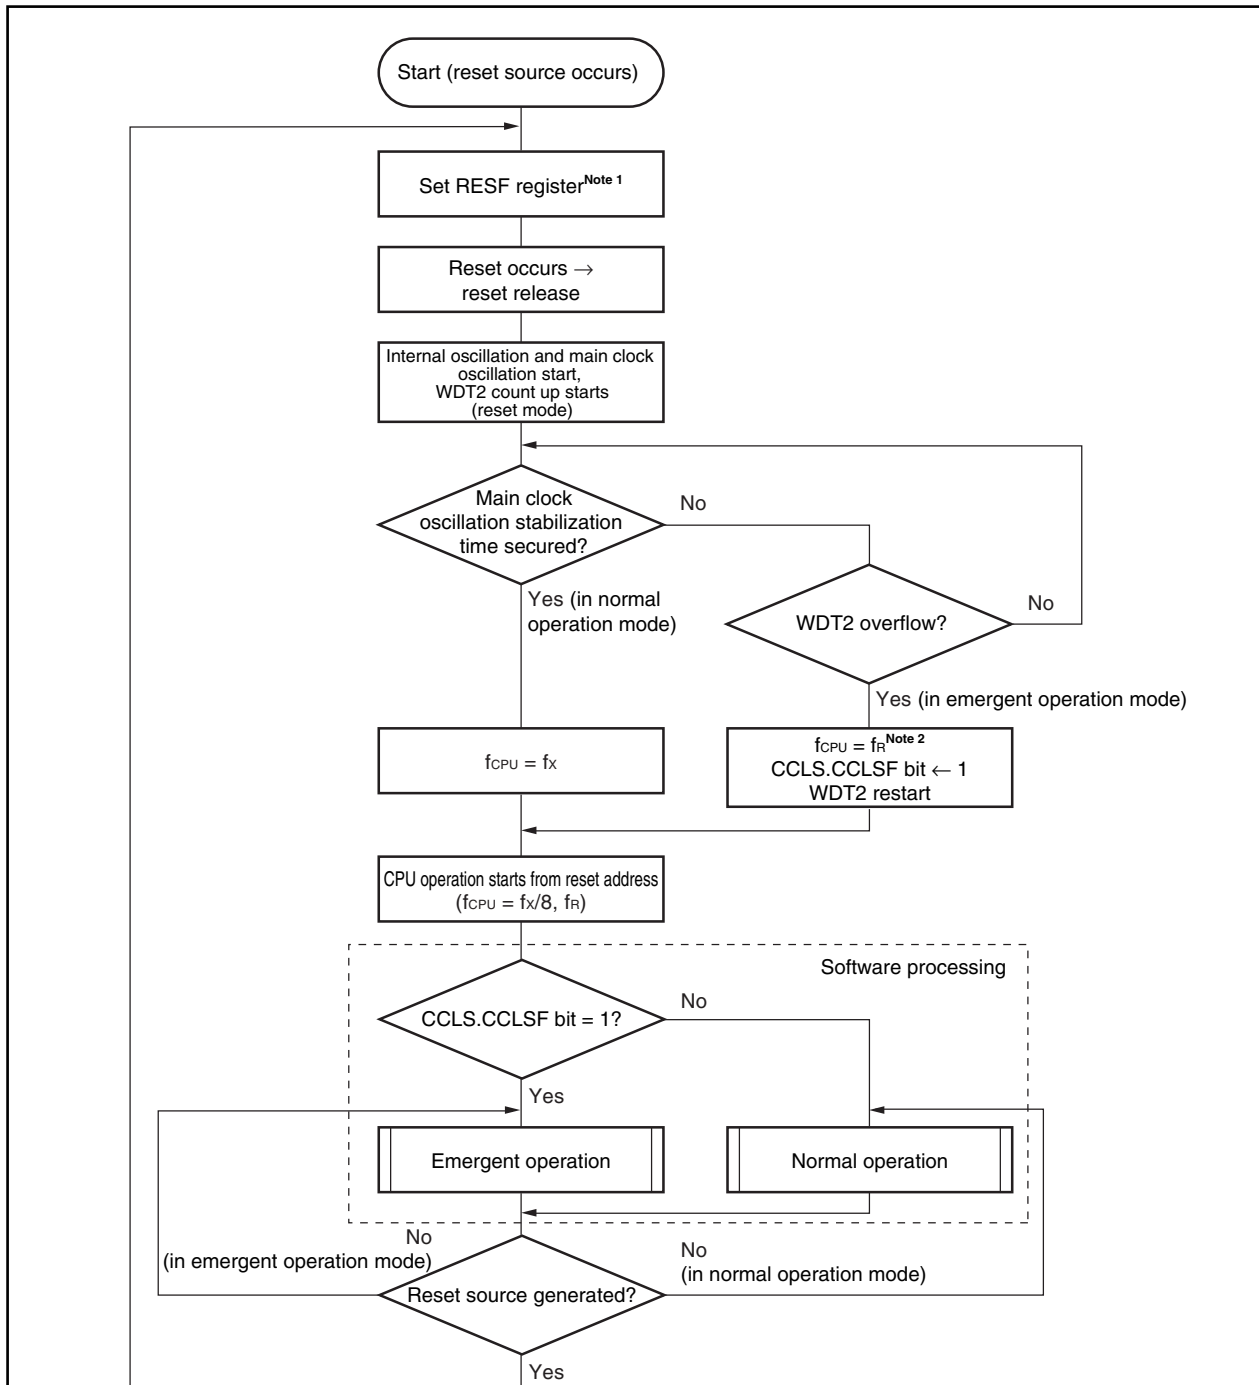 Start (reset source occurs)
Set RESF register Note 1
Reset occurs →
reset release
Internal oscillation and main clock
oscillation start,
WDT2 count up starts
(reset mode)
Main clock
oscillation stabilization
time secured?
No
Yes (in normal
operation mode)
WDT2 overflow?
No
Yes (in emergent operation mode)
fCPU = fX
fCPU = fR Note 2
CCLS.CCLSF bit ← 1
WDT2 restart
CPU operation starts from reset address
(fCPU = fX/8, fR)
Software processing
CCLS.CCLSF bit = 1?
No
Yes
Emergent operation
Normal operation
No
(in emergent operation mode)
No
(in normal operation mode)
Reset source generated?
Yes